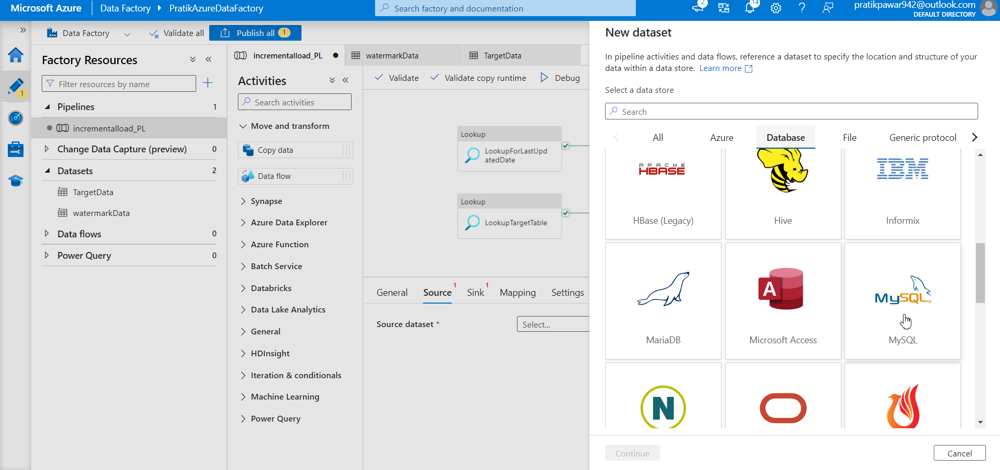 Microsoft Azure
Data Factory
PratikAzureDataFactory
Search factory and documentation
2
14
pratikpawar942@outlook.com
DEFAULT DIRECTORY
Data Factory
Validate all
Publish all
1
1
Factory Resources
Filter resources by name
Pipelines 1
incrementalload_PL
Change Data Capture (preview) 0
Datasets 2
TargetData
watermarkData
Data flows 0
Power Query 0
incrementalload_PL
watermarkData
TargetData
Activities
Search activities
Move and transform
Copy data
Data flow
Synapse
Azure Data Explorer
Azure Function
Batch Service
Databricks
Data Lake Analytics
General
HDInsight
Iteration & conditionals
Machine Learning
Power Query
Validate
Validate copy runtime
Debug
Lookup
LookupForLastUpd
atedDate
Lookup
LookupTargetTable
General
Source 1
Sink 1
Mapping
Settings
Source dataset *
Select...
New dataset
In pipeline activities and data flows, reference a dataset to specify the location and structure of your
data within a data store. Learn more
Select a data store
Search
All
Azure
Database
File
Generic protocol
APACHE
HBASE
HBase (Legacy)
Hive
IBM
Informix
MariaDB
A
Microsoft Access
MySQL®
MySQL
N
Continue
Cancel